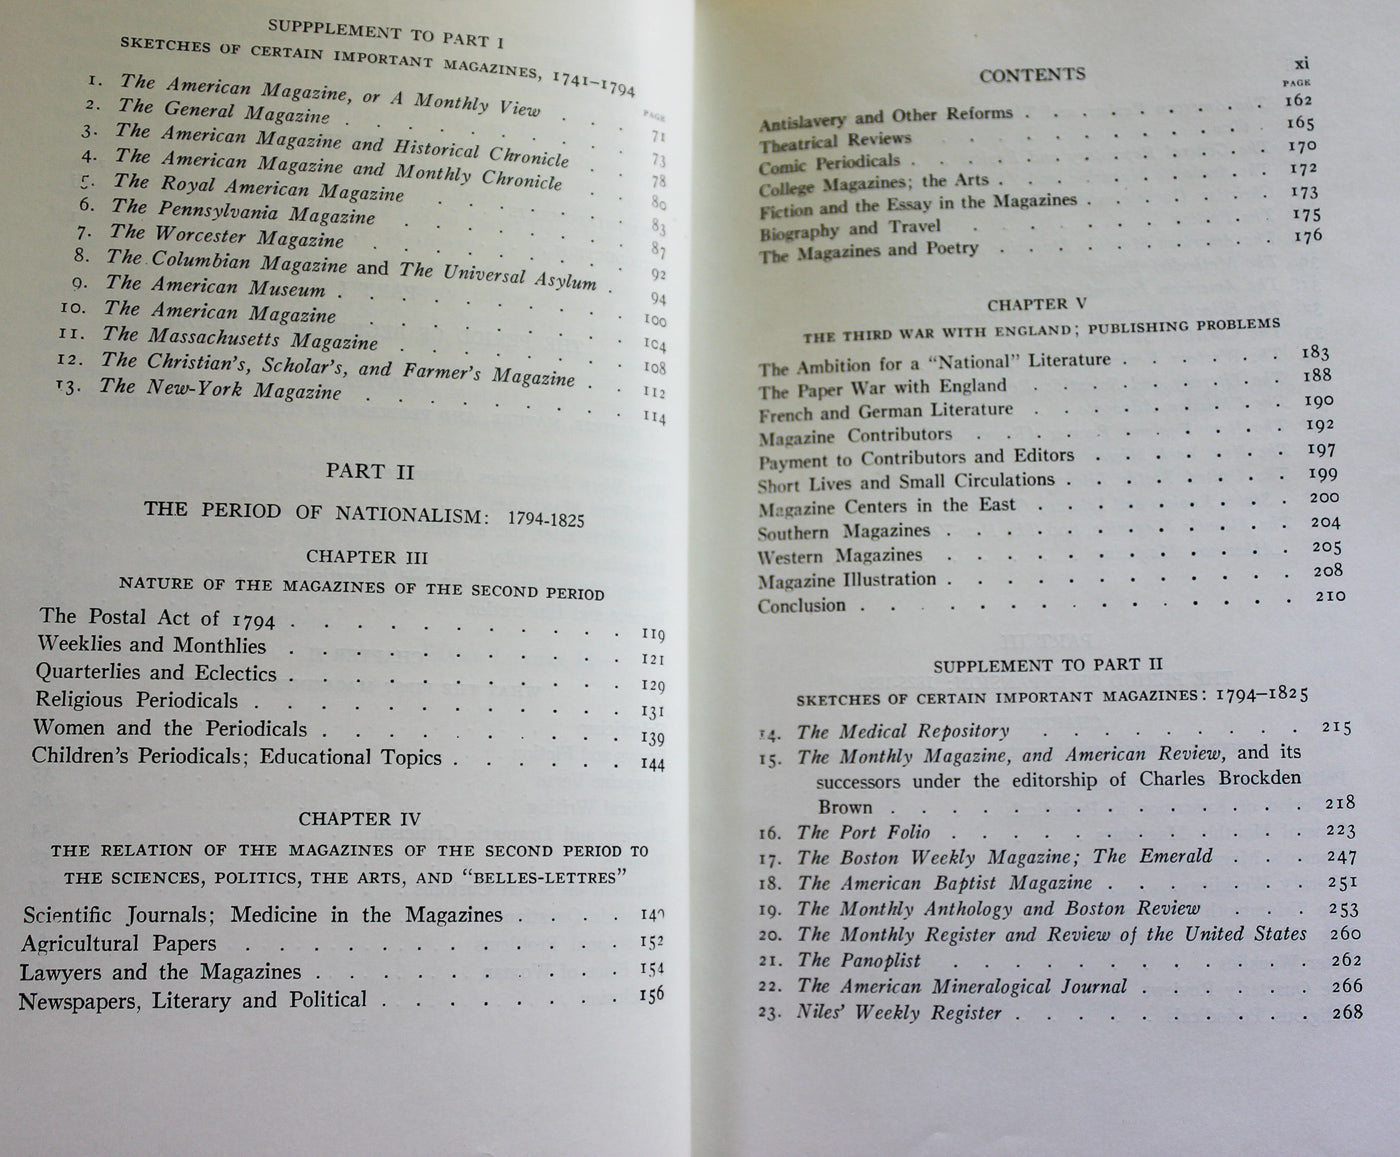 SUPPPLEMENT TO PART I
SKETCHES OF CERTAIN IMPORTANT MAGAZINES, 1741–1794
PAGE
1. The American Magazine, or A Monthly View . . . 71
2. The General Magazine . . . . . . . . 73
3. The American Magazine and Historical Chronicle . . 78
4. The American Magazine and Monthly Chronicle . . 80
5. The Royal American Magazine . . . . . 83
6. The Pennsylvania Magazine . . . . . . 87
7. The Worcester Magazine . . . . . . . 92
8. The Columbian Magazine and The Universal Asylum . 94
9. The American Museum . . . . . . . . 100
10. The American Magazine . . . . . . . 104
11. The Massachusetts Magazine . . . . . . 108
12. The Christian's, Scholar's, and Farmer's Magazine . . 112
13. The New-York Magazine . . . . . . . 114
PART II
THE PERIOD OF NATIONALISM: 1794-1825
CHAPTER III
NATURE OF THE MAGAZINES OF THE SECOND PERIOD
The Postal Act of 1794 . . . . . . . . . . 119
Weeklies and Monthlies . . . . . . . . . . 121
Quarterlies and Eclectics . . . . . . . . . . 129
Religious Periodicals . . . . . . . . . . . 131
Women and the Periodicals . . . . . . . . . 139
Children's Periodicals; Educational Topics . . . . . 144
CHAPTER IV
THE RELATION OF THE MAGAZINES OF THE SECOND PERIOD TO
THE SCIENCES, POLITICS, THE ARTS, AND "BELLES-LETTRES"
Scientific Journals; Medicine in the Magazines . . . . 149
Agricultural Papers . . . . . . . . . . . 152
Lawyers and the Magazines . . . . . . . . . 154
Newspapers, Literary and Political . . . . . . . 156
CONTENTS xi
PAGE
Antislavery and Other Reforms . . . . . . . . 162
Theatrical Reviews . . . . . . . . . . 165
Comic Periodicals . . . . . . . . . . . 170
College Magazines; the Arts . . . . . . . . . 172
Fiction and the Essay in the Magazines . . . . . . 173
Biography and Travel . . . . . . . . . . 175
The Magazines and Poetry . . . . . . . . . 176
CHAPTER V
THE THIRD WAR WITH ENGLAND; PUBLISHING PROBLEMS
The Ambition for a "National" Literature . . . . . 183
The Paper War with England . . . . . . . . 188
French and German Literature . . . . . . . . 190
Magazine Contributors . . . . . . . . . . 192
Payment to Contributors and Editors . . . . . . 197
Short Lives and Small Circulations . . . . . . . 199
Magazine Centers in the East . . . . . . . . 200
Southern Magazines . . . . . . . . . . . 204
Western Magazines . . . . . . . . . . . 205
Magazine Illustration . . . . . . . . . . . 208
Conclusion . . . . . . . . . . . . . 210
SUPPLEMENT TO PART II
SKETCHES OF CERTAIN IMPORTANT MAGAZINES: 1794–1825
14. The Medical Repository . . . . . . . . . 215
15. The Monthly Magazine, and American Review, and its
successors under the editorship of Charles Brockden
Brown . . . . . . . . . . . . . 218
16. The Port Folio . . . . . . . . . . . 223
17. The Boston Weekly Magazine; The Emerald . . . 247
18. The American Baptist Magazine . . . . . . . 251
19. The Monthly Anthology and Boston Review . . . 253
20. The Monthly Register and Review of the United States 260
21. The Panoplist . . . . . . . . . . . 262
22. The American Mineralogical Journal . . . . . . 266
23. Niles' Weekly Register . . . . . . . . . . 268